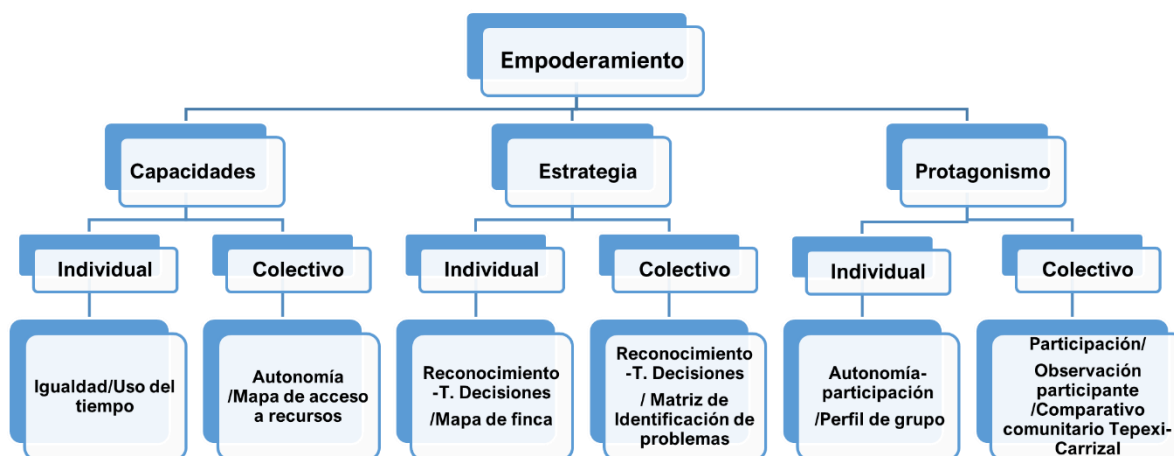 Empoderamiento
Capacidades
Estrategia
Protagonismo
Individual
Colectivo
Individual
Colectivo
Individual
Colectivo
Igualdad/Uso del
tiempo
Autonomía
/Mapa de acceso
a recursos
Reconocimiento
-T. Decisiones
/Mapa de finca
Reconocimiento
-T. Decisiones
/ Matriz de
Identificación de
problemas
Autonomía-
participación
/Perfil de grupo
Participación/
Observación
participante
/Comparativo
comunitario Tepexi-
Carrizal